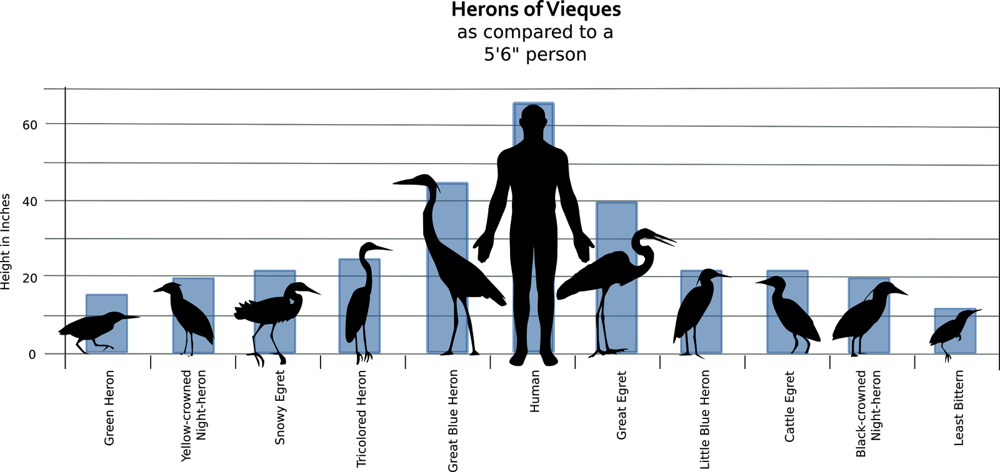 Herons of Vieques
as compared to a
5'6" person
Height in Inches
60
40
20
0
Green Heron
Yellow-crowned
Night-heron
Snowy Egret
Tricolored Heron
Great Blue Heron
Human
Great Egret
Little Blue Heron
Cattle Egret
Black-crowned
Night-heron
Least Bittern